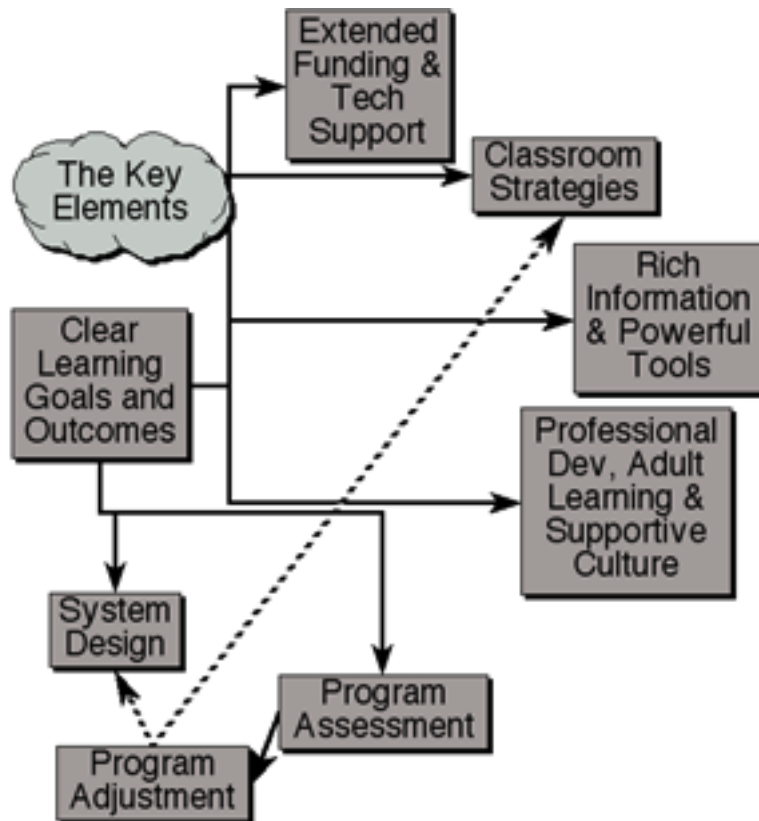 Extended
Funding &
Tech
Support
The Key
Elements
Classroom
Strategies
Rich
Information
& Powerful
Tools
Clear
Learning
Goals and
Outcomes
Professional
Dev, Adult
Learning &
Supportive
Culture
System
Design
Program
Assessment
Program
Adjustment